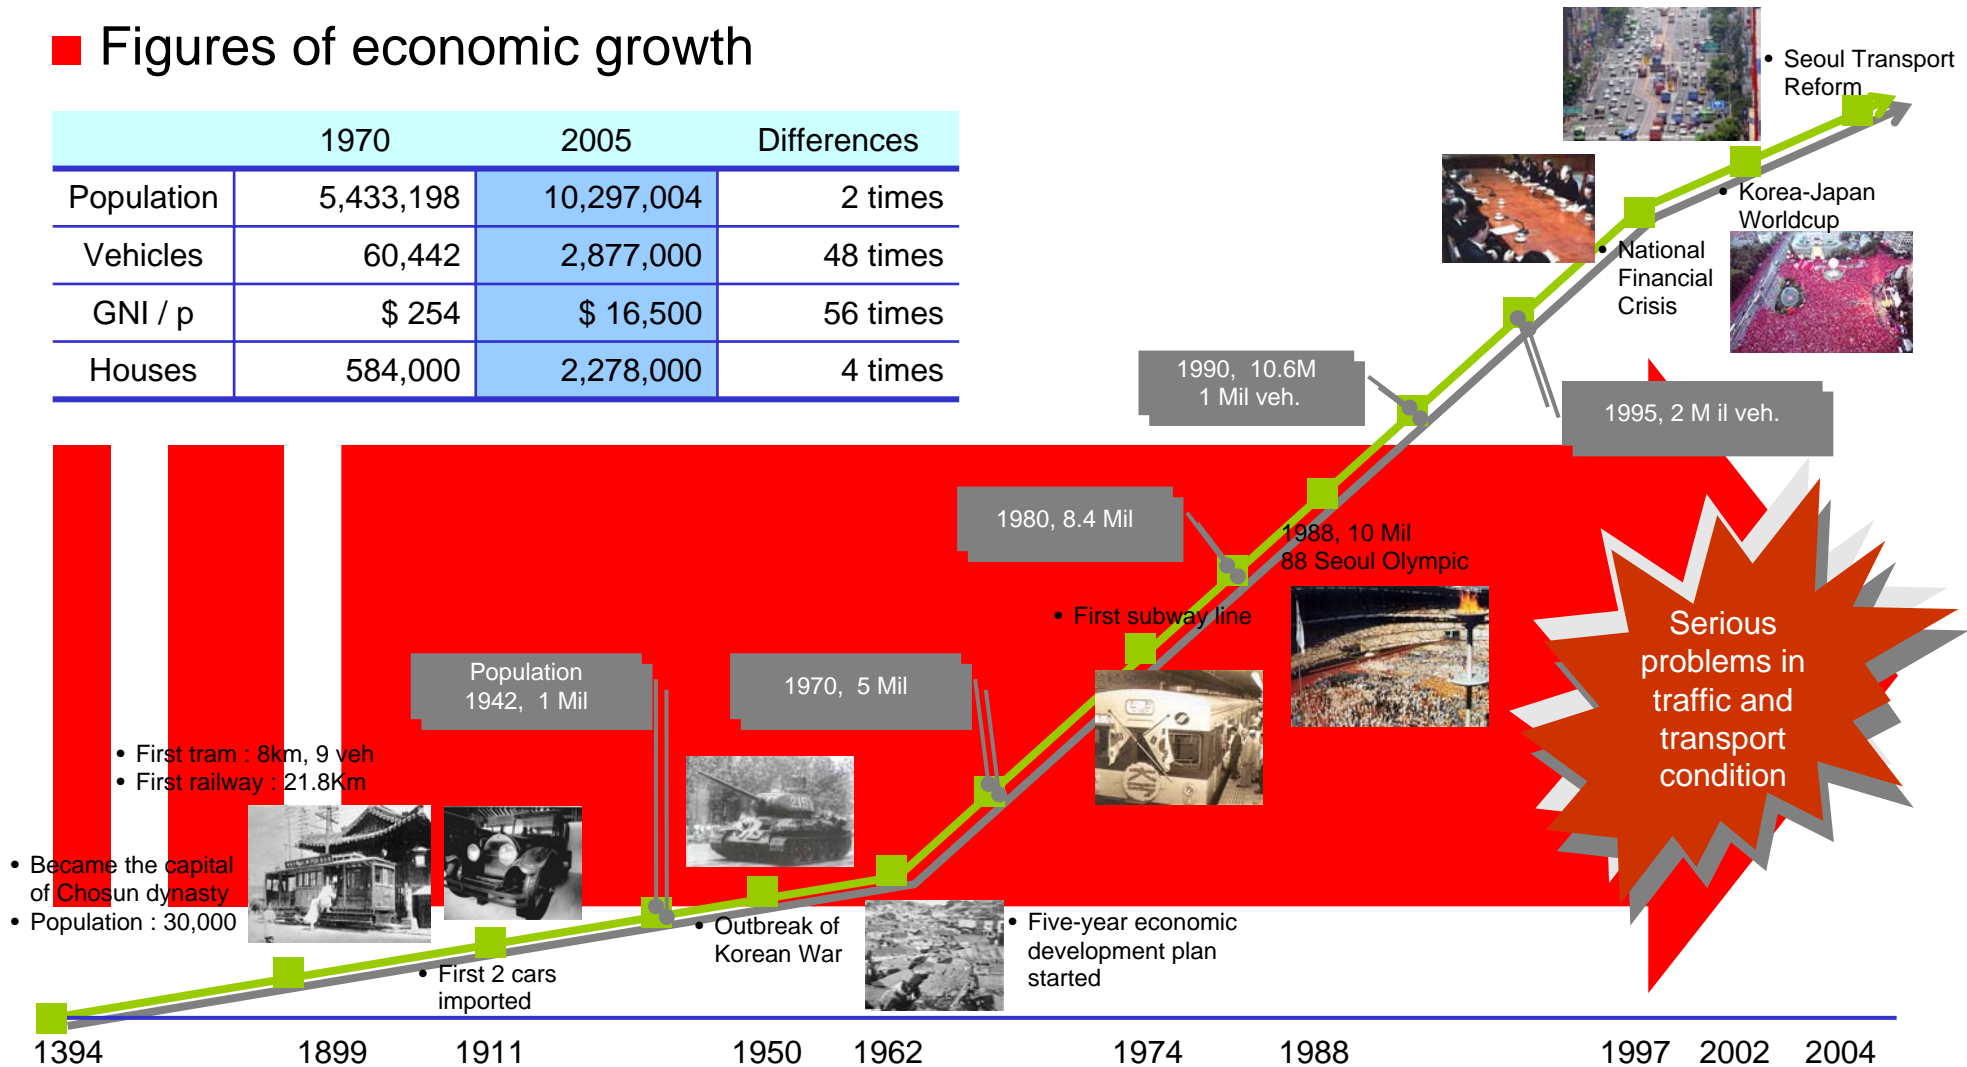 Figures of economic growth
1970 2005 Differences
Population 5,433,198 10,297,004 2 times
Vehicles 60,442 2,877,000 48 times
GNI / p $ 254 $ 16,500 56 times
Houses 584,000 2,278,000 4 times
• Seoul Transport
Reform
• Korea-Japan
Worldcup
• National
Financial
Crisis
1990, 10.6M
1 Mil veh.
1995, 2 M il veh.
1980, 8.4 Mil
1988, 10 Mil
88 Seoul Olympic
• First subway line
Serious
problems in
traffic and
transport
condition
Population
1942, 1 Mil
1970, 5 Mil
• First tram : 8km, 9 veh
• First railway : 21.8Km
• Became the capital
of Chosun dynasty
• Population : 30,000
• First 2 cars
imported
• Outbreak of
Korean War
• Five-year economic
development plan
started
1394 1899 1911 1950 1962 1974 1988 1997 2002 2004